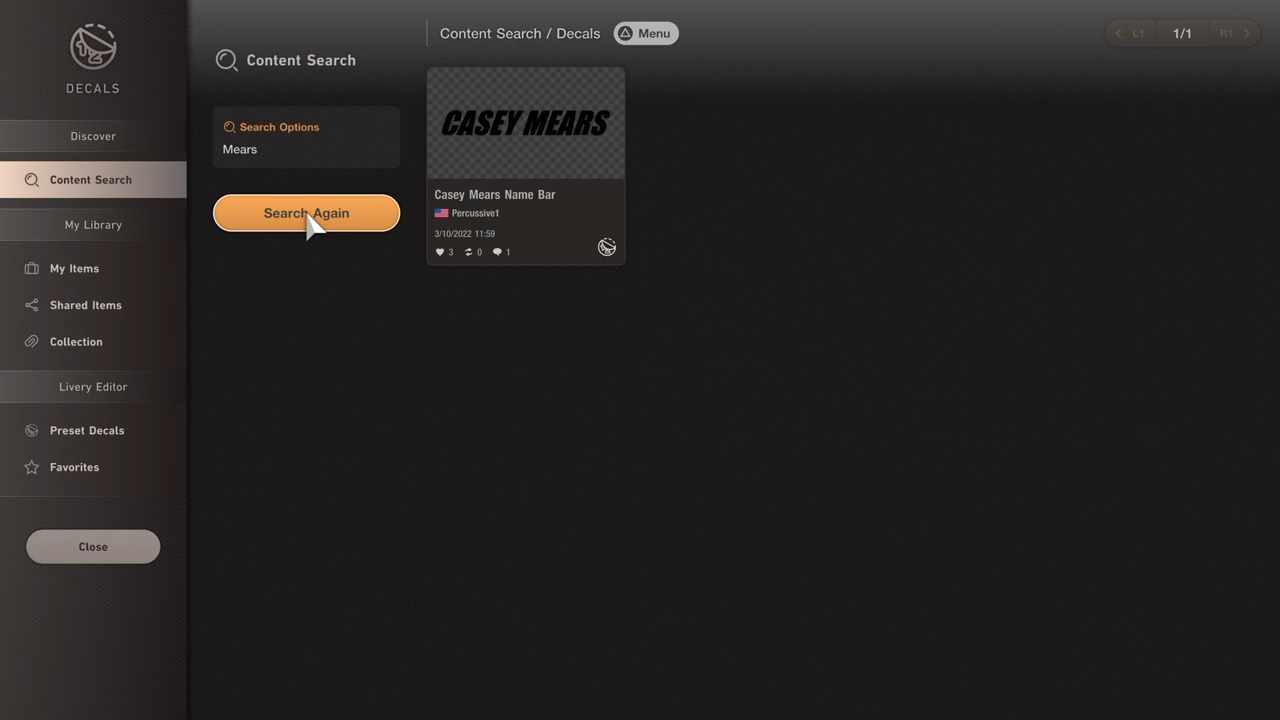 DECALS
Discover
Content Search
My Library
My Items
Shared Items
Collection
Livery Editor
Preset Decals
Favorites
Close
Content Search
Search Options
Mears
Search Again
Content Search / Decals
Menu
L1
1/1
R1
CASEY MEARS
Casey Mears Name Bar
Percussive1
3/10/2022 11:59
3 0 1